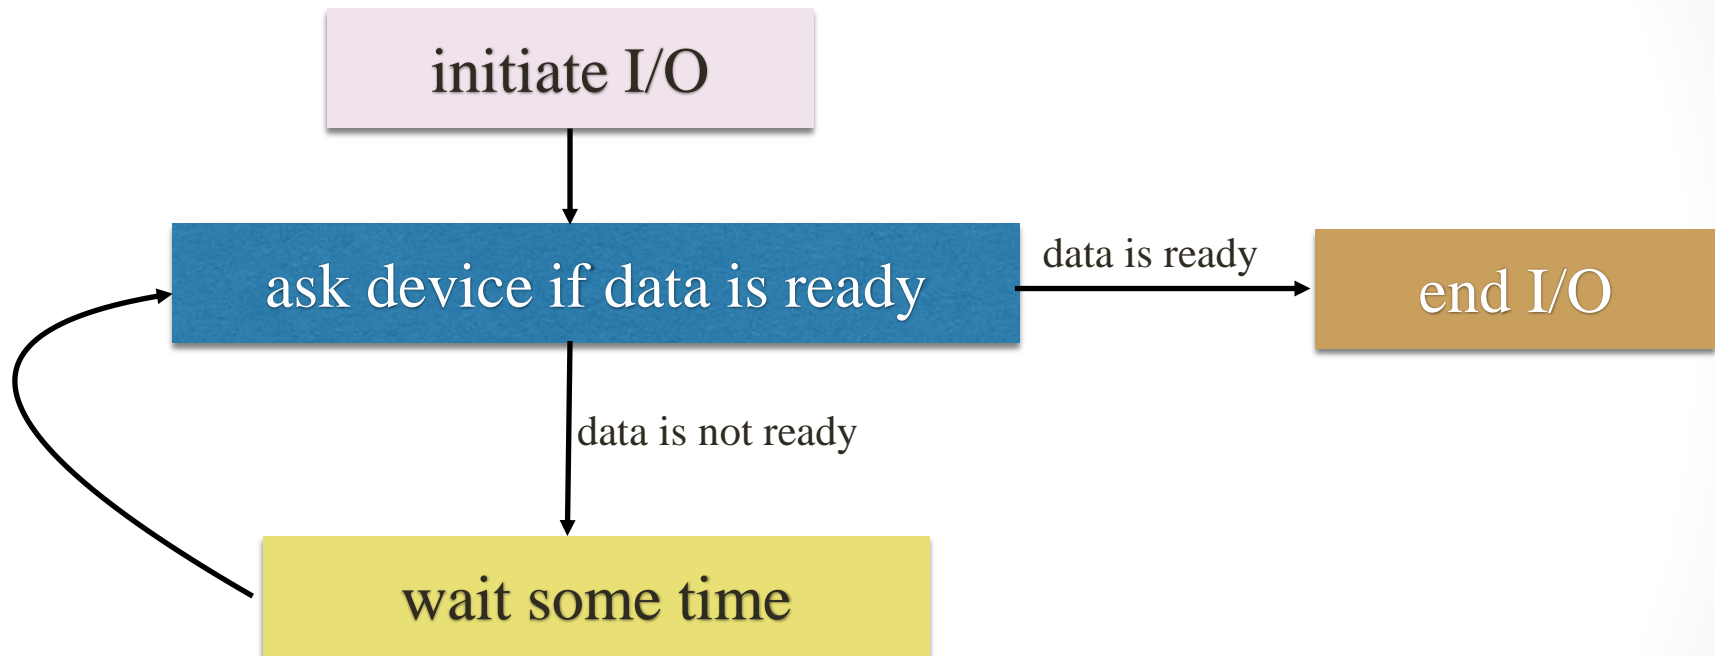 initiate I/O
ask device if data is ready
data is ready
end I/O
data is not ready
wait some time